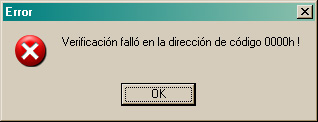 Error
Verificación falló en la dirección de código 0000h !
OK